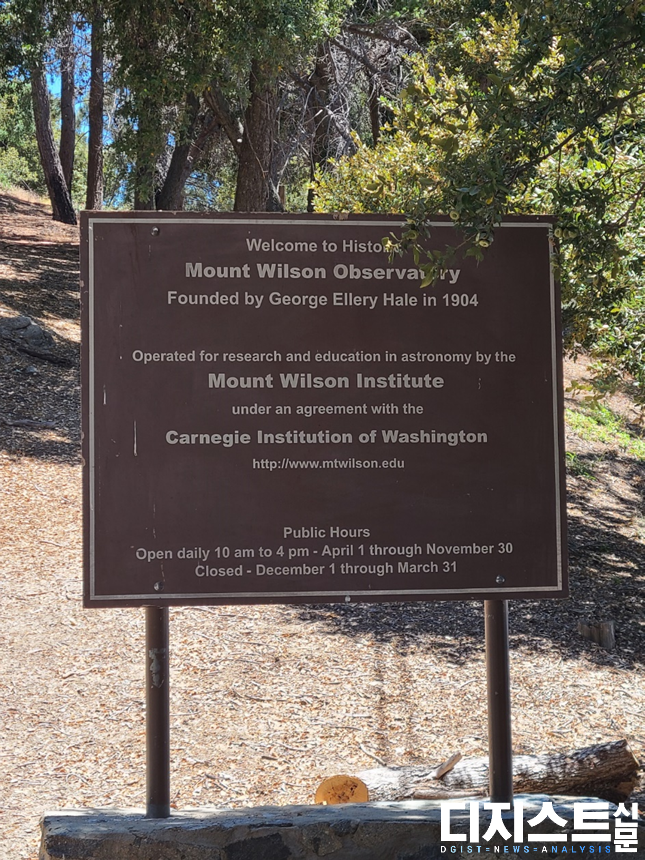 Welcome to Histo
Mount Wilson Observatory
Founded by George Ellery Hale in 1904
Operated for research and education in astronomy by the
Mount Wilson Institute
under an agreement with the
Carnegie Institution of Washington
http://www.mtwilson.edu
Public Hours
Open daily 10 am to 4 pm - April 1 through November 30
Closed - December 1 through March 31
디지스트신문
DGIST=NEWS=ANALYSIS